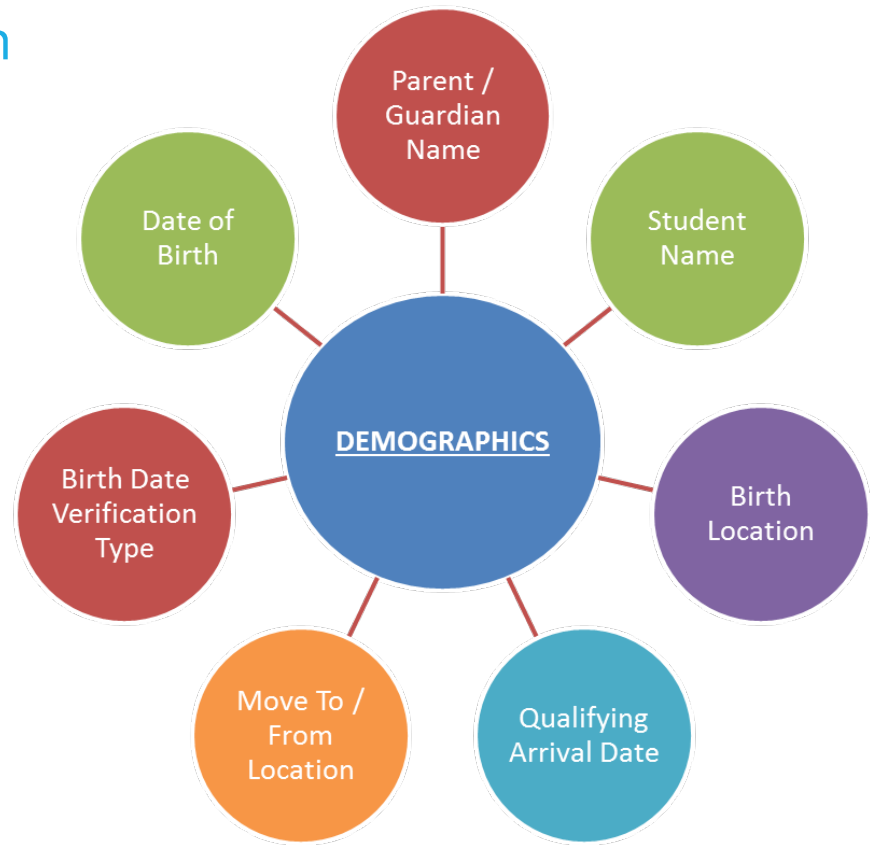 n
Parent /
Guardian
Name
Student
Name
Birth
Location
Qualifying
Arrival Date
Move To /
From
Location
Birth Date
Verification
Type
Date of
Birth
DEMOGRAPHICS